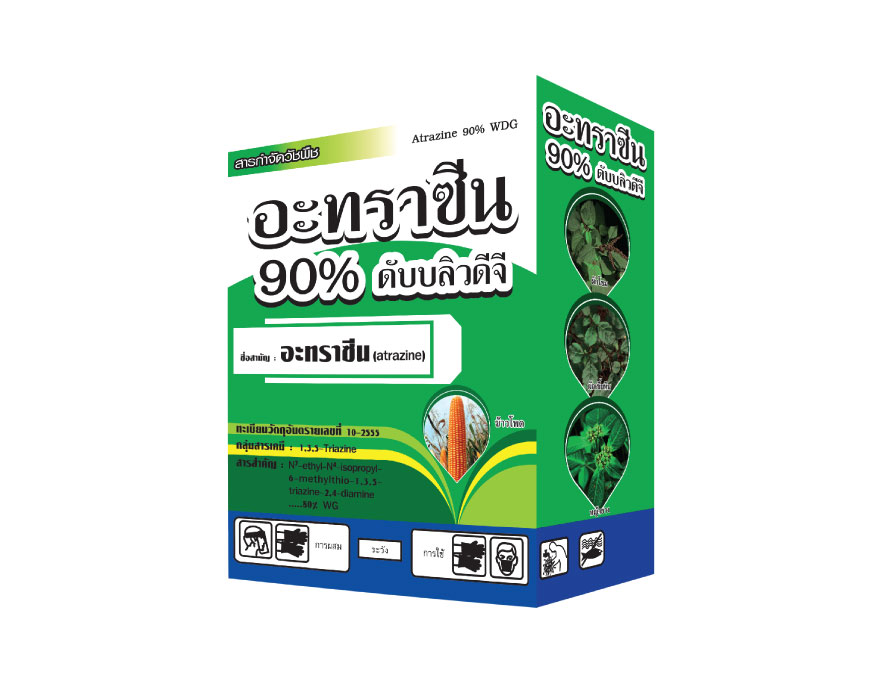 สารกำจัดวัชพืช
Atrazine 90% WDG
อะทราซีน
90% ดับบลิวดีจี
ชื่อสามัญ : อะทราซีน (atrazine)
ข้าวโพด
ทะเบียนวัตถุอันตรายเลขที่ 10-2555
กลุ่มสารเคมี : 1,3,5-Triazine
สารสำคัญ : N²-ethyl-N⁴-isopropyl-
6-methylthio-1,3,5-
triazine-2,4-diamine
.....80% WG
การผสม
ระวัง
การใช้
อะทราซีน
90% ดับบลิวดีจี
ผักโขม